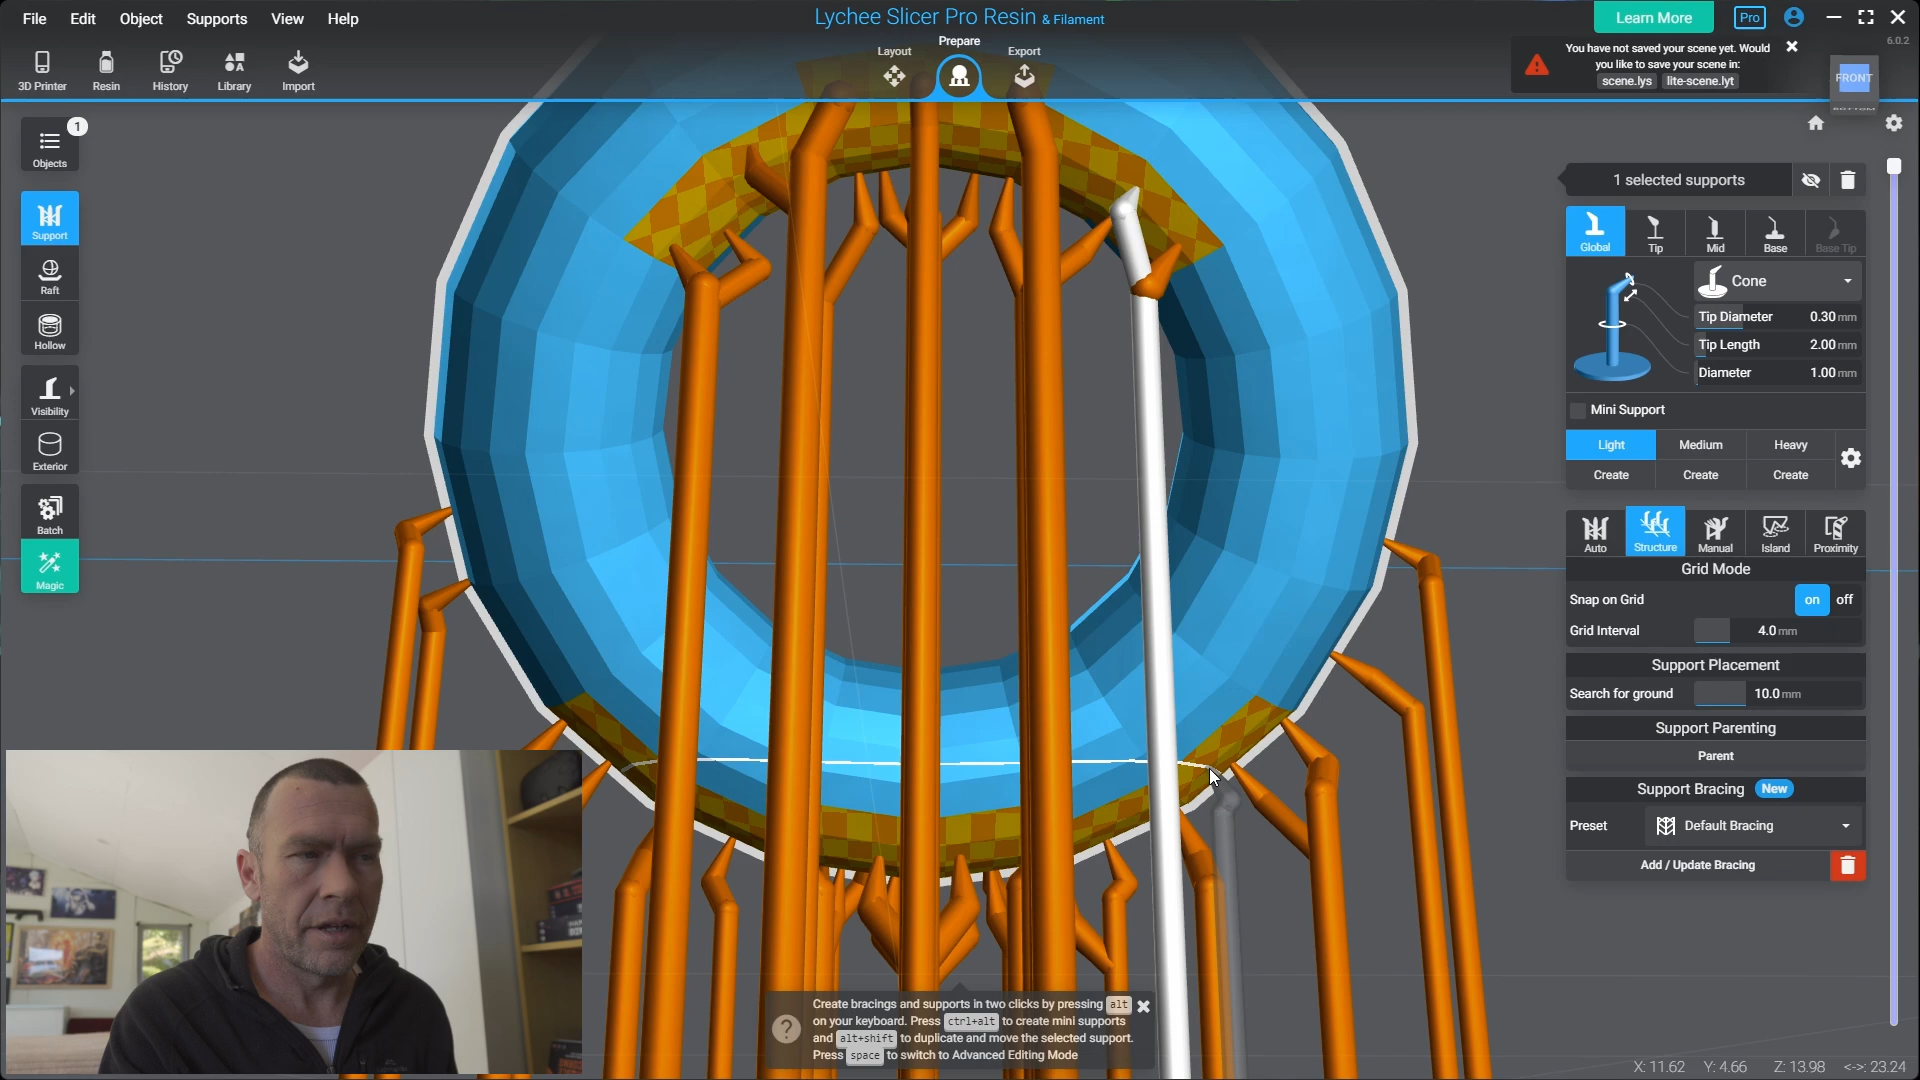 File Edit Object Supports View Help
Lychee Slicer Pro Resin & Filament
Learn More
Pro
6.0.2
3D Printer
Resin
History
Library
Import
Layout
Prepare
Export
You have not saved your scene yet. Would
you like to save your scene in:
scene.lys lite-scene.lyt
FRONT
BOTTOM
1
Objects
Support
Raft
Hollow
Visibility
Exterior
Batch
Magic
1 selected supports
Global
Tip
Mid
Base
Base Tip
Cone
Tip Diameter 0.30 mm
Tip Length 2.00 mm
Diameter 1.00 mm
Mini Support
Light Medium Heavy
Create Create Create
Auto
Structure
Manual
Island
Proximity
Grid Mode
Snap on Grid on off
Grid Interval 4.0 mm
Support Placement
Search for ground 10.0 mm
Support Parenting
Parent
Support Bracing New
Preset Default Bracing
Add / Update Bracing
?
Create bracings and supports in two clicks by pressing alt
on your keyboard. Press ctrl+alt to create mini supports
and alt+shift to duplicate and move the selected support.
Press space to switch to Advanced Editing Mode
X: 11.62 Y: 4.66 Z: 13.98 <->: 23.24